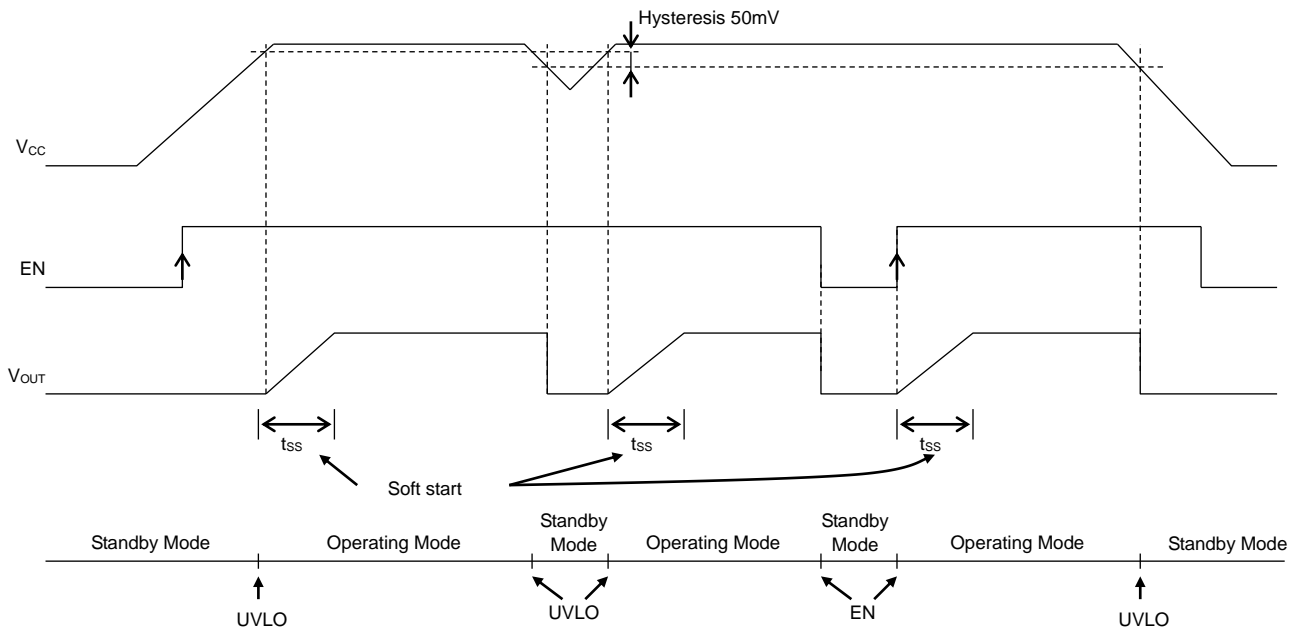 Hysteresis 50mV
VCC
EN
VOUT
tSS
tSS
tSS
Soft start
Standby Mode
Operating Mode
Standby
Mode
Operating Mode
Standby
Mode
Operating Mode
Standby Mode
UVLO
UVLO
EN
UVLO